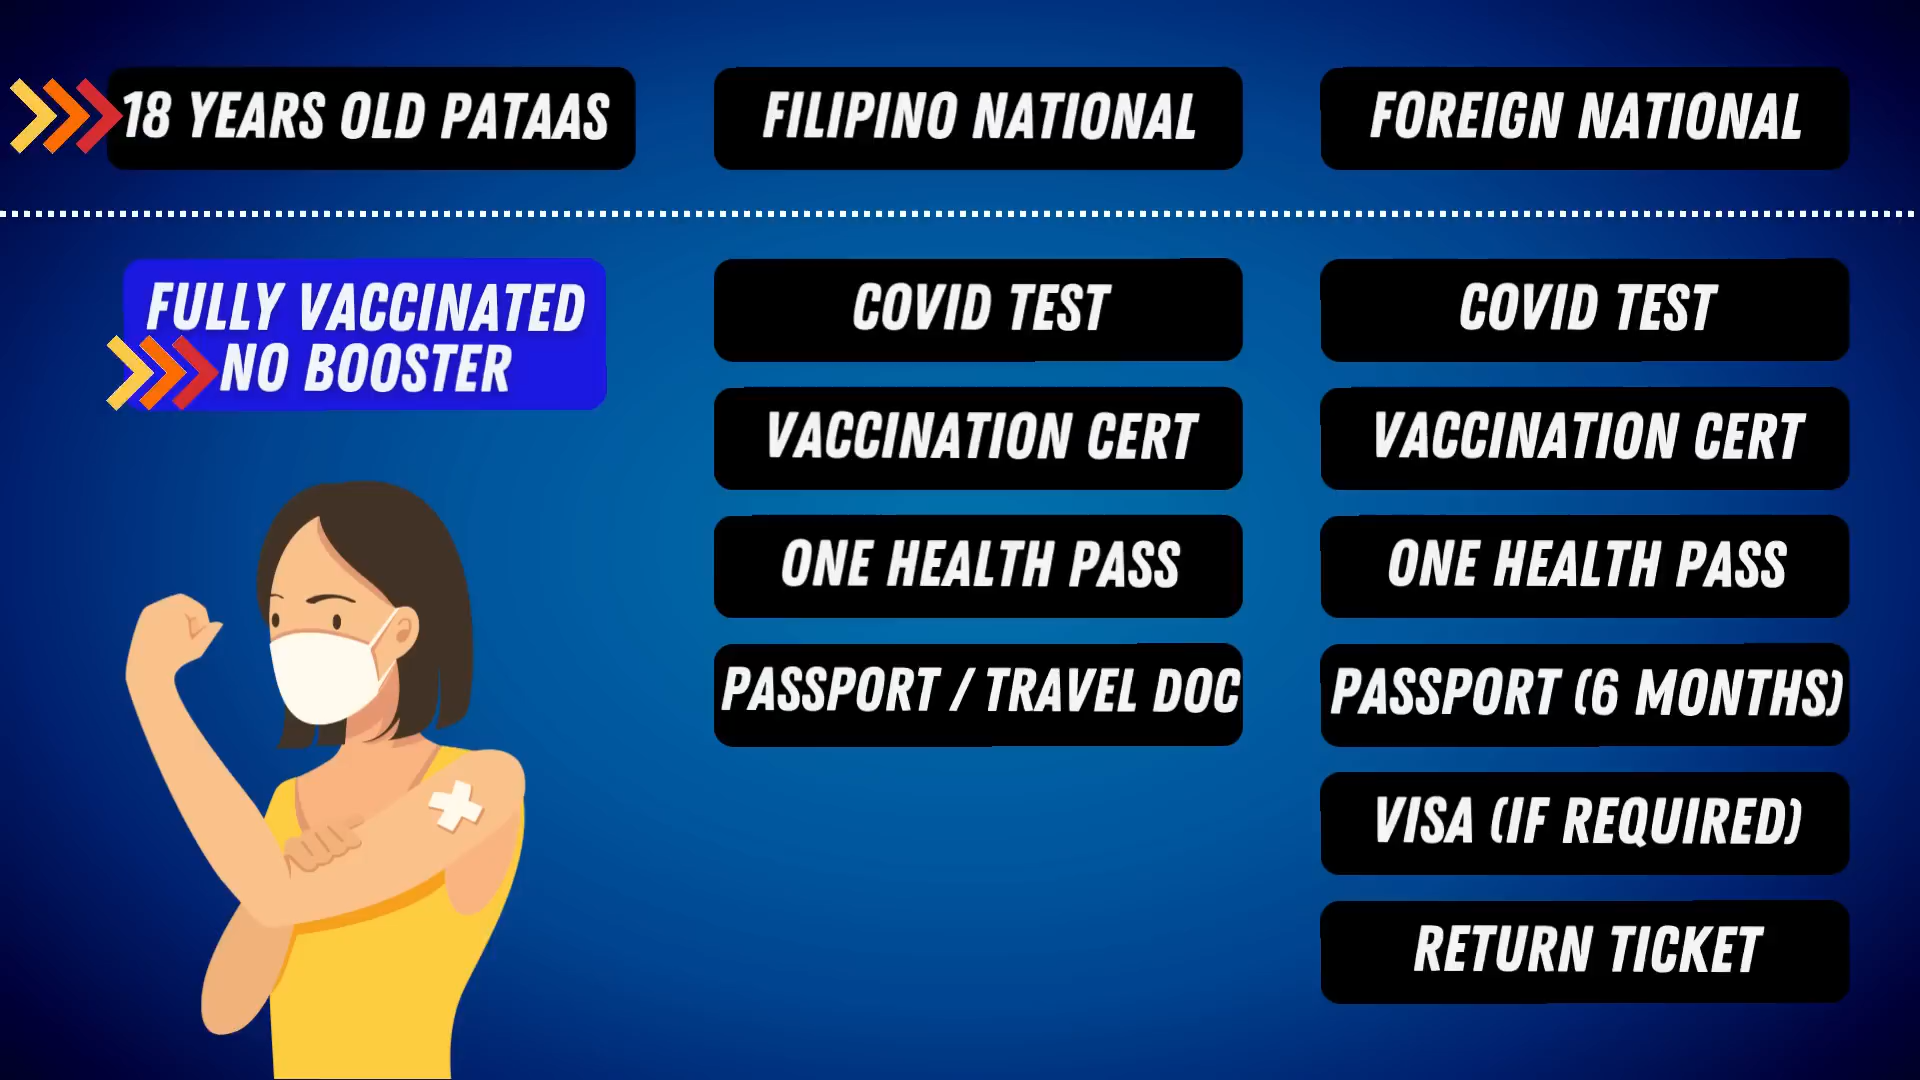 18 YEARS OLD PATAAS
FILIPINO NATIONAL
FOREIGN NATIONAL
FULLY VACCINATED
NO BOOSTER
COVID TEST
VACCINATION CERT
ONE HEALTH PASS
PASSPORT / TRAVEL DOC
COVID TEST
VACCINATION CERT
ONE HEALTH PASS
PASSPORT (6 MONTHS)
VISA (IF REQUIRED)
RETURN TICKET